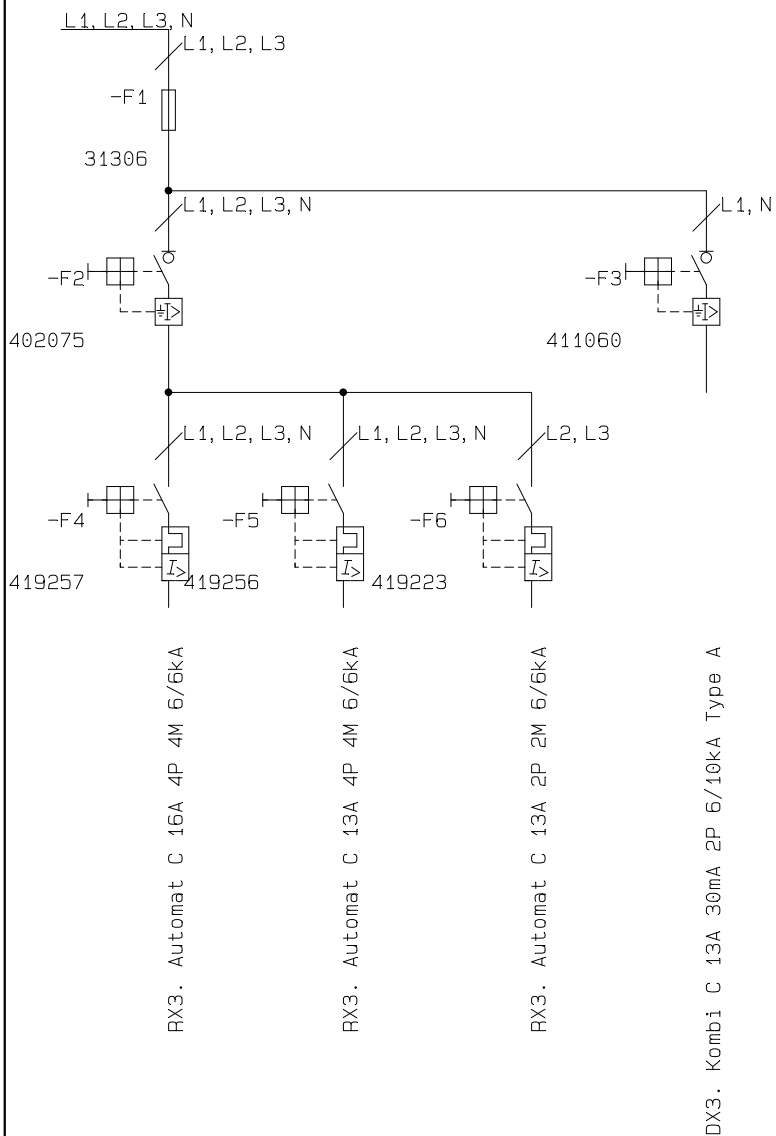 L1, L2, L3, N
L1, L2, L3
-F1
31306
L1, L2, L3, N
L1, N
-F2
I>
-F3
I>
402075
411060
L1, L2, L3, N
L1, L2, L3, N
L2, L3
-F4
-F5
-F6
I>
I>
I>
419257
419256
419223
RX3. Automat C 16A 4P 4M 6/6kA
RX3. Automat C 13A 4P 4M 6/6kA
RX3. Automat C 13A 2P 2M 6/6kA
DX3. Kombi C 13A 30mA 2P 6/10kA Type A